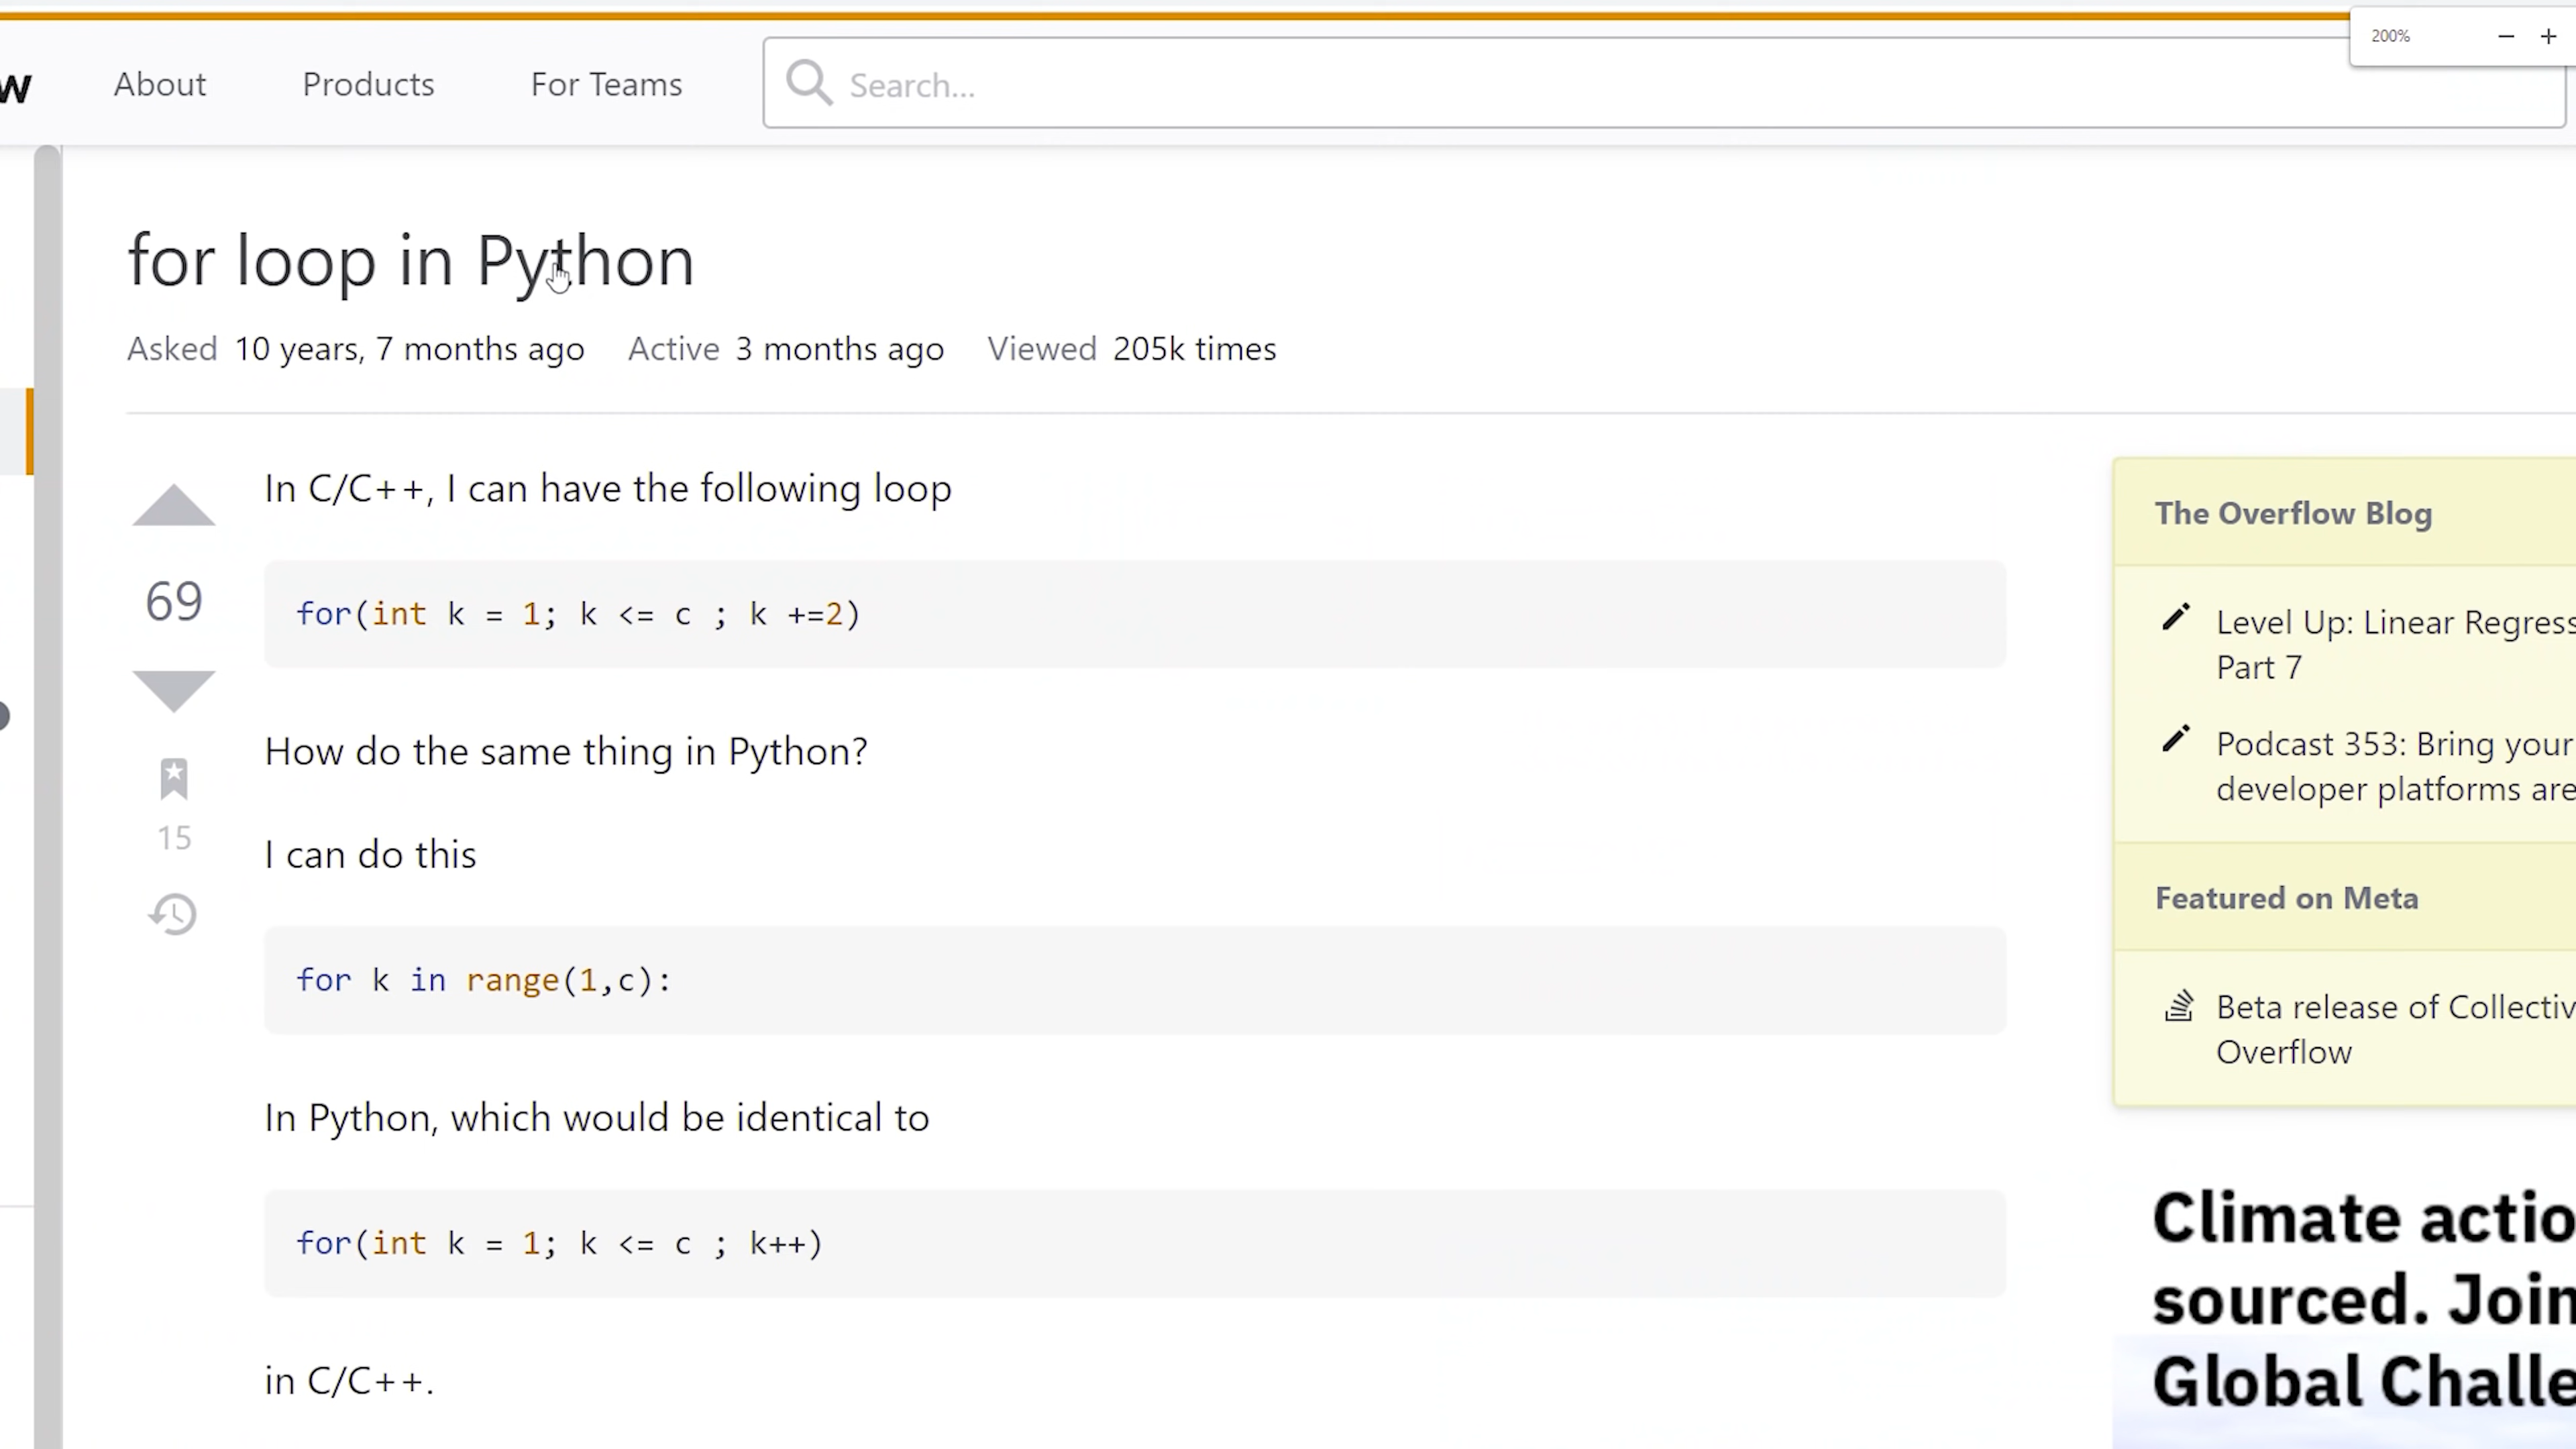 w
About
Products
For Teams
Search...
200%
for loop in Python
Asked 10 years, 7 months ago Active 3 months ago Viewed 205k times
69
15
In C/C++, I can have the following loop
for(int k = 1; k <= c ; k +=2)
How do the same thing in Python?
I can do this
for k in range(1,c):
In Python, which would be identical to
for(int k = 1; k <= c ; k++)
in C/C++.
The Overflow Blog
Level Up: Linear Regress
Part 7
Podcast 353: Bring your
developer platforms are
Featured on Meta
Beta release of Collectiv
Overflow
Climate actio
sourced. Join
Global Challe